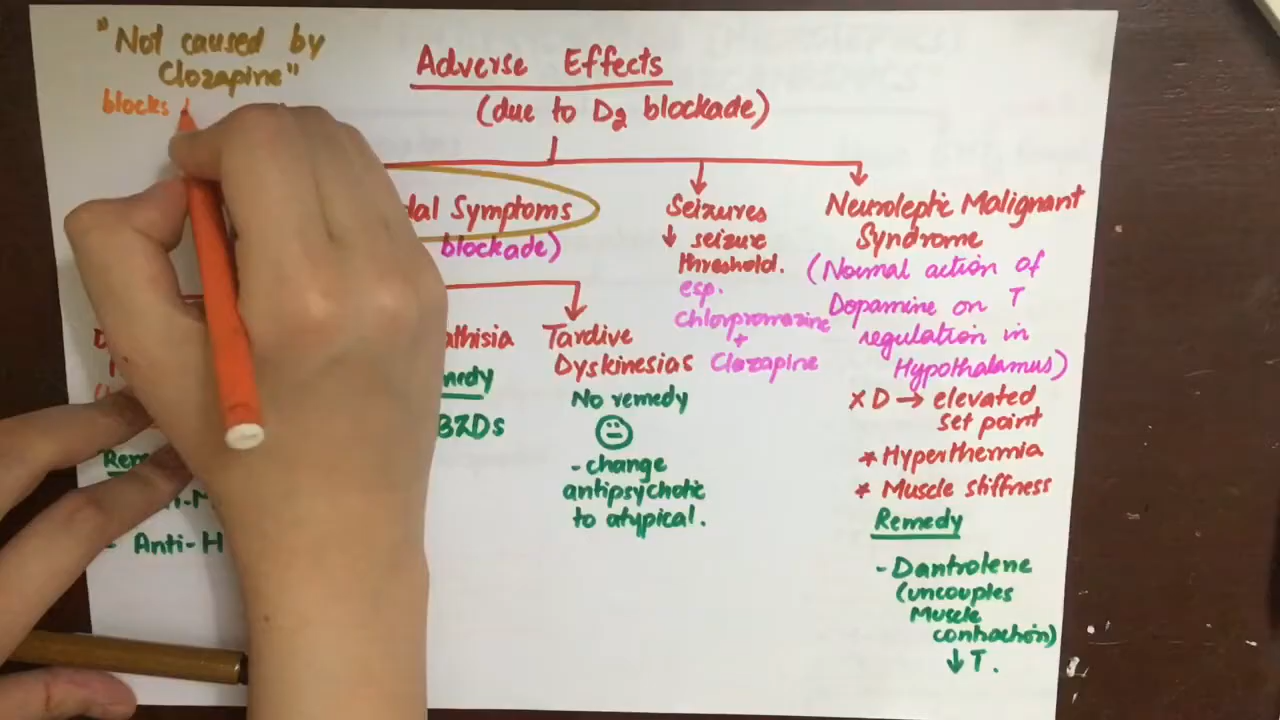 "Not caused by
Clozapine"
blocks
Adverse Effects
(due to D2 blockade)
Symptoms
blockade)
Tardive
Dyskinesias
No remedy
- change
antipsychotic
to atypical.
BZDs
- Anti-H
Seizures
↓ seizure
threshold.
esp.
Chlorpromazine
+
Clozapine
Neuroleptic Malignant
Syndrome
(Normal action of
Dopamine on T
regulation in
Hypothalamus)
x D → elevated
set point
* Hyperthermia
* Muscle stiffness
Remedy
- Dantrolene
(uncouples
Muscle
contraction)
↓ T.